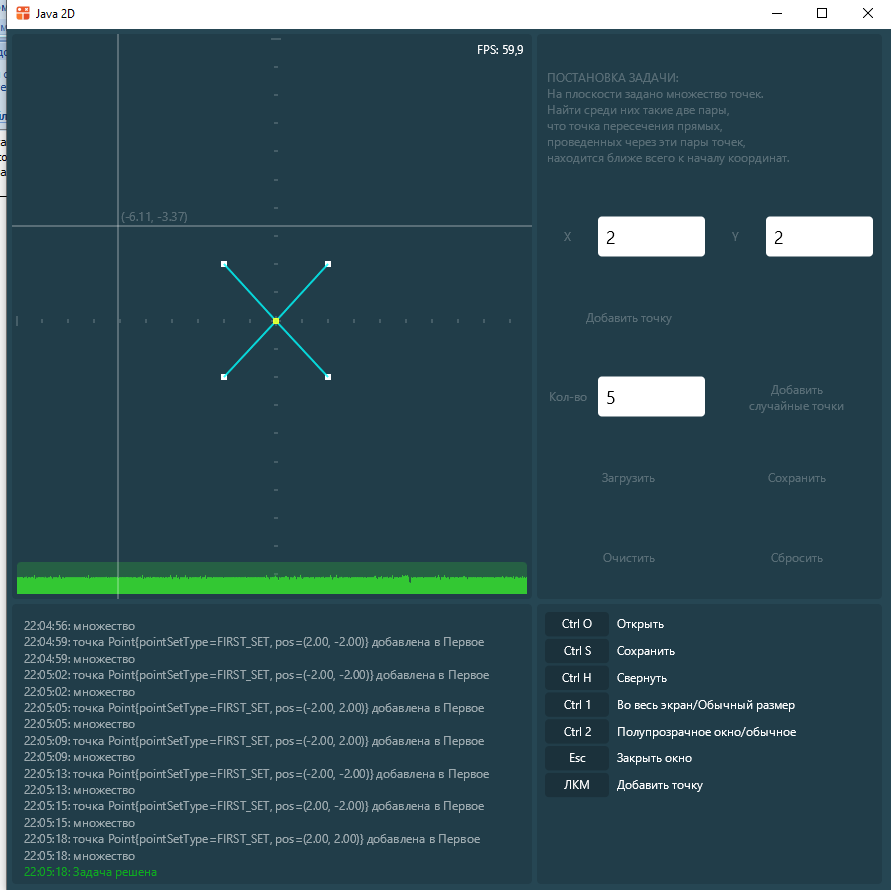 Java 2D
FPS: 59,9
(-6.11, -3.37)
ПОСТАНОВКА ЗАДАЧИ:
На плоскости задано множество точек.
Найти среди них такие две пары,
что точка пересечения прямых,
проведенных через эти пары точек,
находится ближе всего к началу координат.
X
2
Y
2
Добавить точку
Кол-во
5
Добавить
случайные точки
Загрузить
Сохранить
Очистить
Сбросить
22:04:56: множество
22:04:59: точка Point{pointSetType=FIRST_SET, pos=(2.00, -2.00)} добавлена в Первое
22:04:59: множество
22:05:02: точка Point{pointSetType=FIRST_SET, pos=(-2.00, -2.00)} добавлена в Первое
22:05:02: множество
22:05:05: точка Point{pointSetType=FIRST_SET, pos=(-2.00, 2.00)} добавлена в Первое
22:05:05: множество
22:05:09: точка Point{pointSetType=FIRST_SET, pos=(-2.00, 2.00)} добавлена в Первое
22:05:09: множество
22:05:13: точка Point{pointSetType=FIRST_SET, pos=(-2.00, -2.00)} добавлена в Первое
22:05:13: множество
22:05:15: точка Point{pointSetType=FIRST_SET, pos=(2.00, -2.00)} добавлена в Первое
22:05:15: множество
22:05:18: точка Point{pointSetType=FIRST_SET, pos=(2.00, 2.00)} добавлена в Первое
22:05:18: множество
22:05:18: Задача решена
Ctrl O Открыть
Ctrl S Сохранить
Ctrl H Свернуть
Ctrl 1 Во весь экран/Обычный размер
Ctrl 2 Полупрозрачное окно/обычное
Esc Закрыть окно
ЛКМ Добавить точку